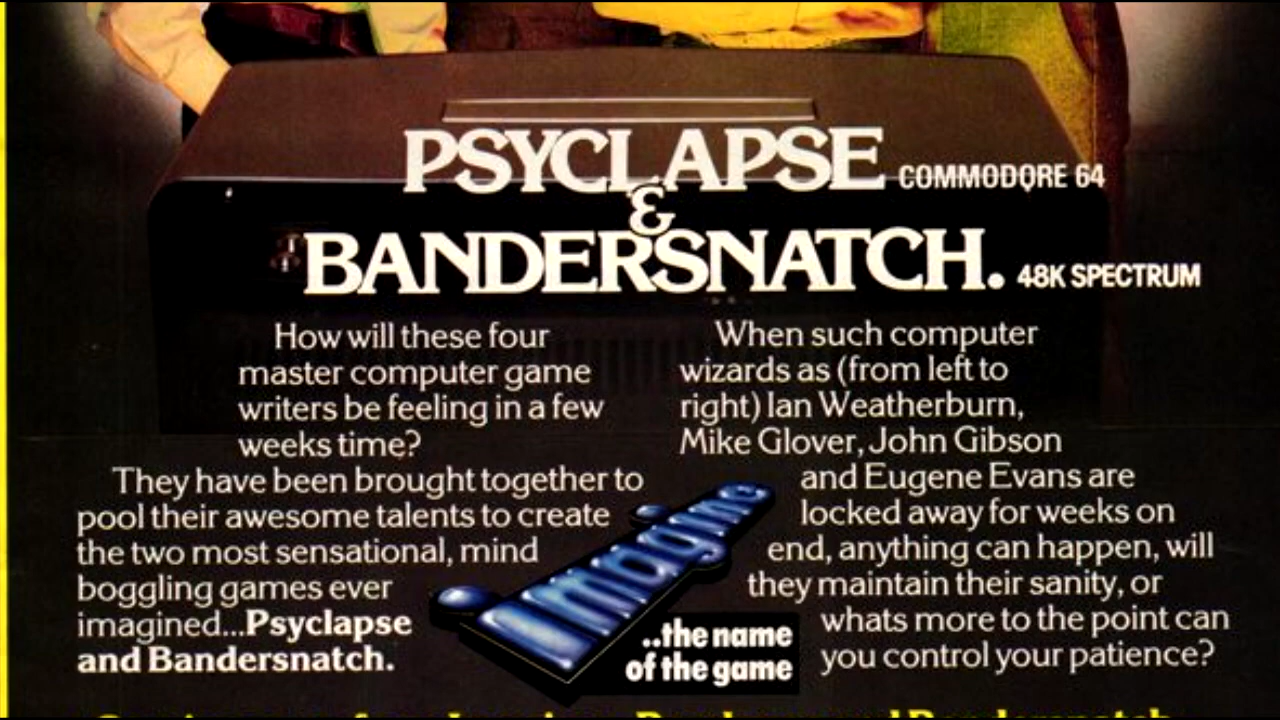 PSYCLAPSE COMMODORE 64
&
BANDERSNATCH. 48K SPECTRUM
How will these four
master computer game
writers be feeling in a few
weeks time?
They have been brought together to
pool their awesome talents to create
the two most sensational, mind
boggling games ever
imagined...Psyclapse
and Bandersnatch.
When such computer
wizards as (from left to
right) Ian Weatherburn,
Mike Glover, John Gibson
and Eugene Evans are
locked away for weeks on
end, anything can happen, will
they maintain their sanity, or
whats more to the point can
you control your patience?
imagine
..the name
of the game